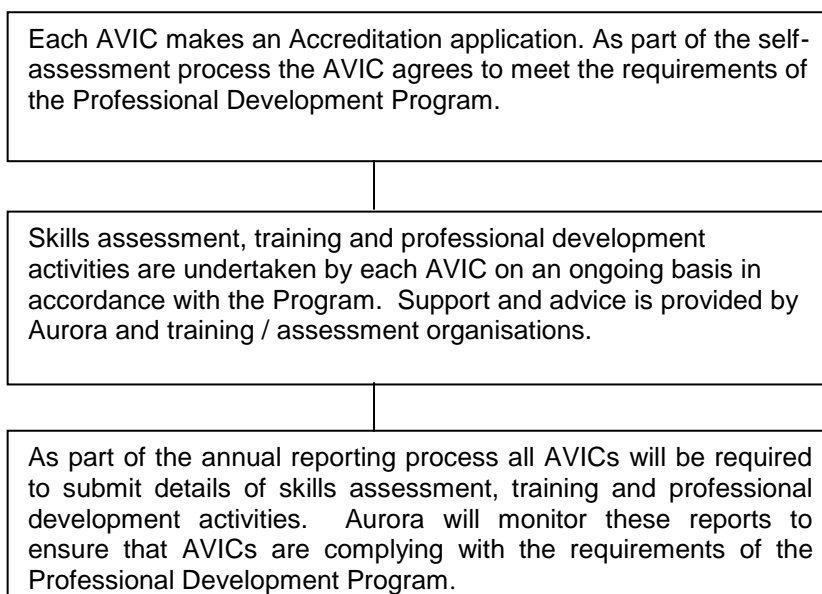 Each AVIC makes an Accreditation application. As part of the self-
assessment process the AVIC agrees to meet the requirements of
the Professional Development Program.
Skills assessment, training and professional development
activities are undertaken by each AVIC on an ongoing basis in
accordance with the Program. Support and advice is provided by
Aurora and training / assessment organisations.
As part of the annual reporting process all AVICs will be required
to submit details of skills assessment, training and professional
development activities. Aurora will monitor these reports to
ensure that AVICs are complying with the requirements of the
Professional Development Program.